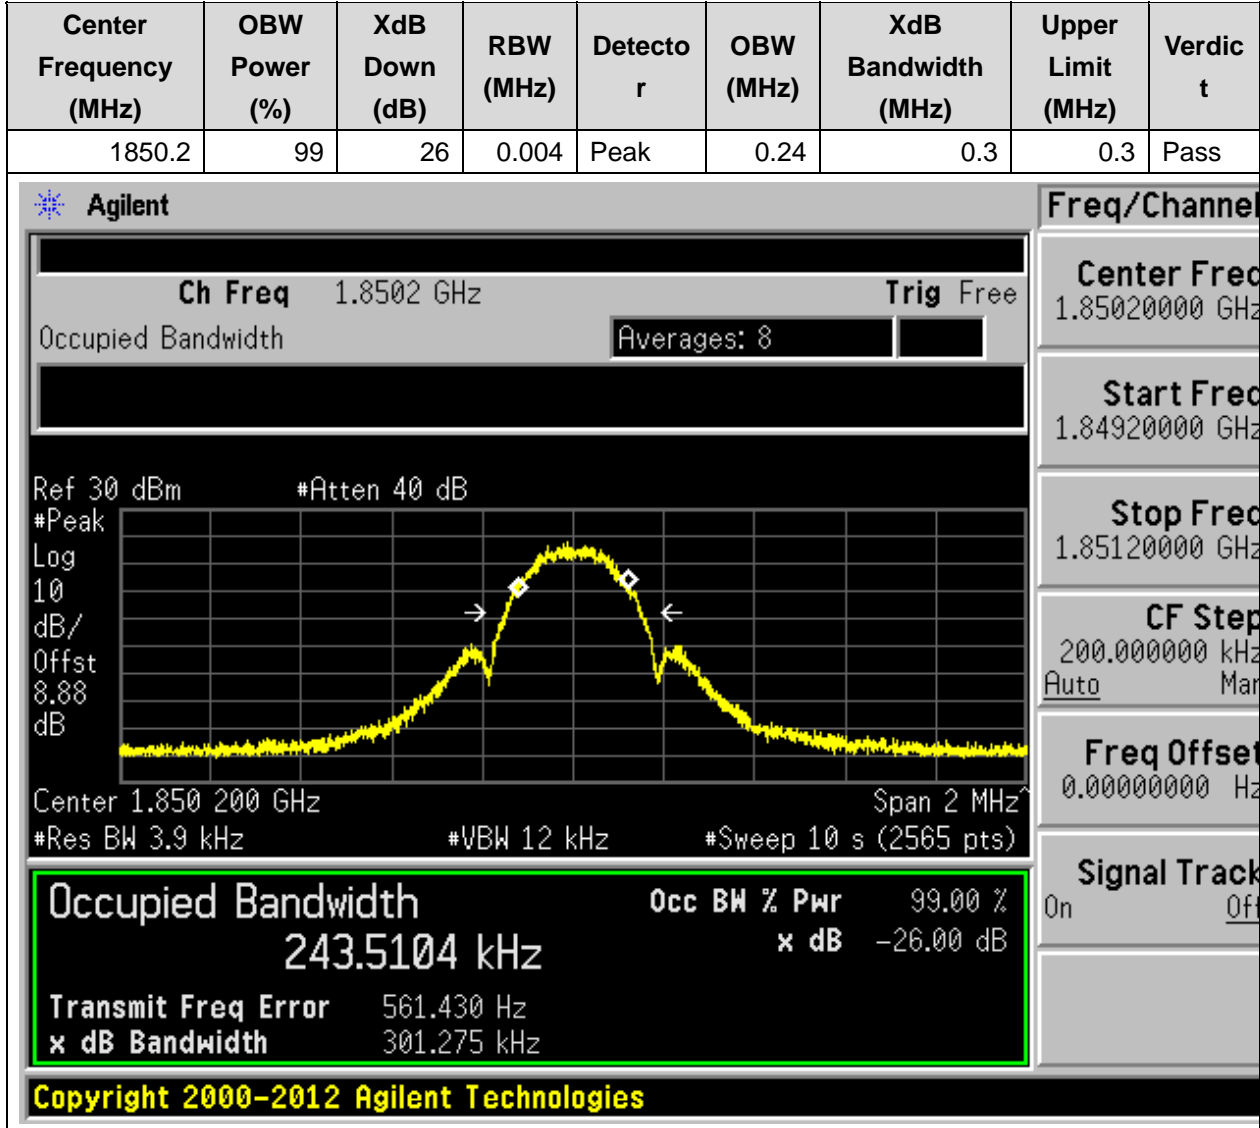 Center Frequency (MHz) OBW Power (%) XdB Down (dB) RBW (MHz) Detecto r OBW (MHz) XdB Bandwidth (MHz) Upper Limit (MHz) Verdic t
1850.2 99 26 0.004 Peak 0.24 0.3 0.3 Pass
Agilent
Freq/Channel
Ch Freq 1.8502 GHz Trig Free
Occupied Bandwidth Averages: 8
Center Freq
1.85020000 GHz
Start Freq
1.84920000 GHz
Stop Freq
1.85120000 GHz
CF Step
200.000000 kHz
Auto Man
Freq Offset
0.00000000 Hz
Signal Track
On Off
Ref 30 dBm #Atten 40 dB
#Peak
Log
10
dB/
Offst
8.88
dB
Center 1.850 200 GHz Span 2 MHz^
#Res BW 3.9 kHz #VBW 12 kHz #Sweep 10 s (2565 pts)
Occupied Bandwidth
243.5104 kHz
Occ BW % Pwr 99.00 %
x dB -26.00 dB
Transmit Freq Error 561.430 Hz
x dB Bandwidth 301.275 kHz
Copyright 2000-2012 Agilent Technologies